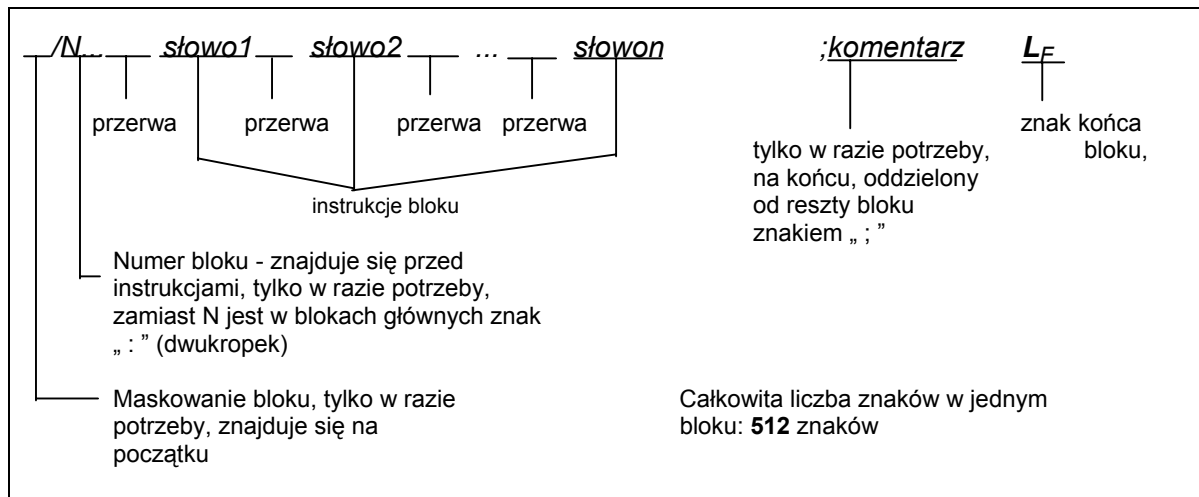 /N... słowo1 słowo2 ... słowon ;komentarz LF
przerwa przerwa przerwa przerwa znak końca
bloku,
tylko w razie potrzeby,
na końcu, oddzielony
od reszty bloku
znakiem „ ; ”
instrukcje bloku
Numer bloku - znajduje się przed
instrukcjami, tylko w razie potrzeby,
zamiast N jest w blokach głównych znak
„ : ” (dwukropek)
Maskowanie bloku, tylko w razie
potrzeby, znajduje się na
początku
Całkowita liczba znaków w jednym
bloku: 512 znaków